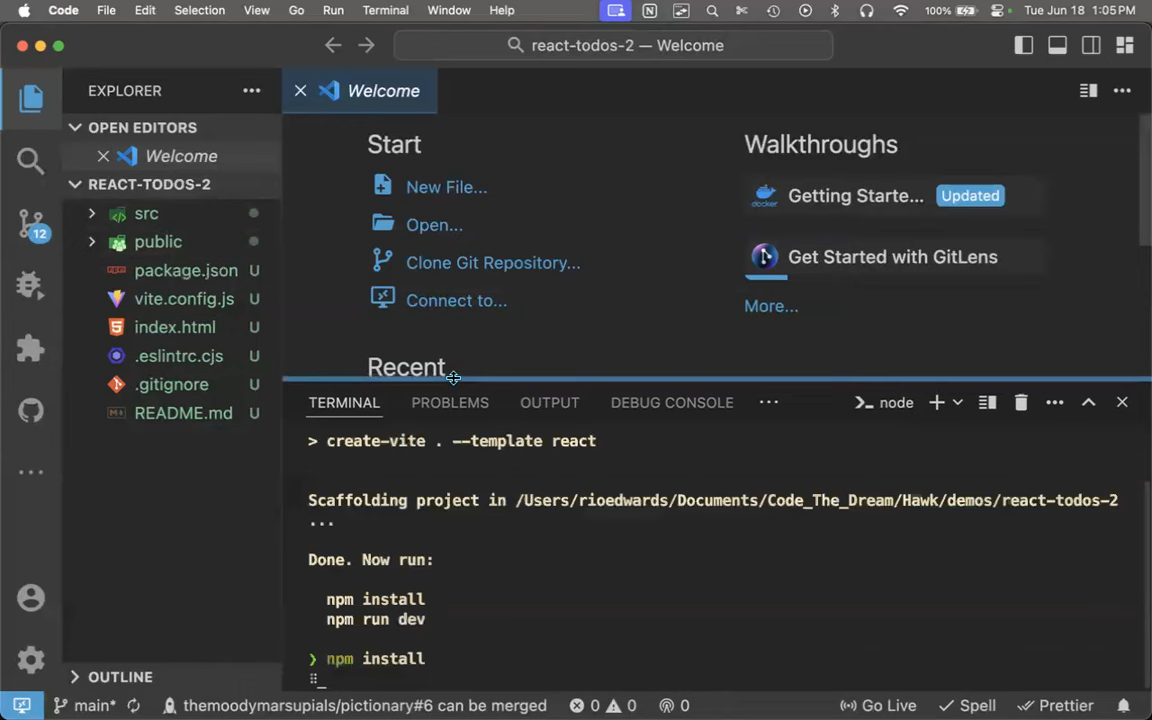 Code File Edit Selection View Go Run Terminal Window Help 100% Tue Jun 18 1:05 PM
react-todos-2 — Welcome
EXPLORER
Welcome
OPEN EDITORS
Welcome
REACT-TODOS-2
src
public
package.json U
vite.config.js U
index.html U
.eslintrc.cjs U
.gitignore U
README.md U
OUTLINE
12
Start
New File...
Open...
Clone Git Repository...
Connect to...
Recent
Walkthroughs
Getting Starte... Updated
Get Started with GitLens
More...
TERMINAL PROBLEMS OUTPUT DEBUG CONSOLE ... node
> create-vite . --template react
Scaffolding project in /Users/rioedwards/Documents/Code_The_Dream/Hawk/demos/react-todos-2
...
Done. Now run:
npm install
npm run dev
❯ npm install
main* themoodymarsupials/pictionary#6 can be merged 0 0 0 Go Live Spell Prettier